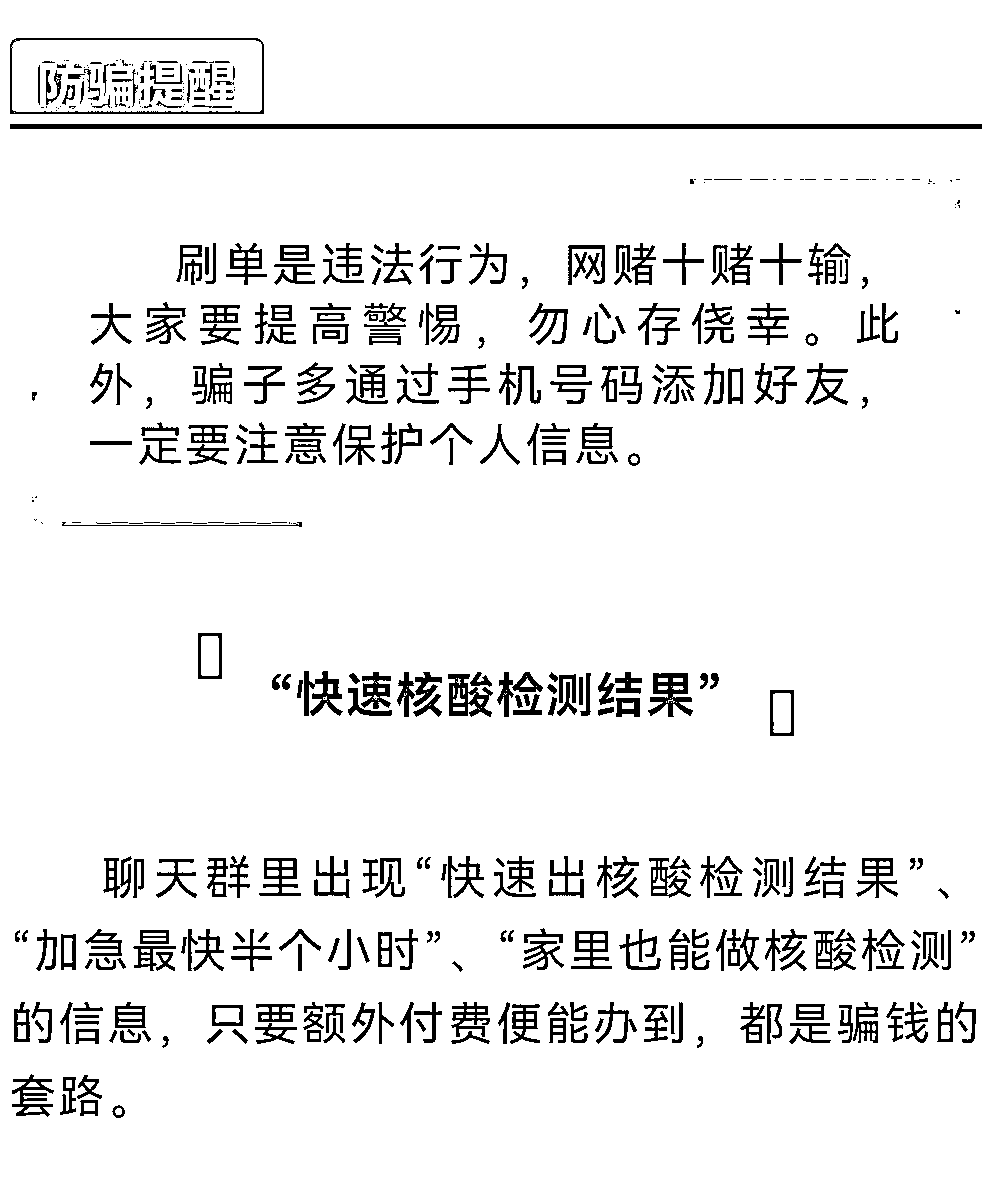 防骗提醒
刷单是违法行为，网赌十赌十输，
大家要提高警惕，勿心存侥幸。此
外，骗子多通过手机号码添加好友，
一定要注意保护个人信息。
“快速核酸检测结果”
聊天群里出现“快速出核酸检测结果”、
“加急最快半个小时”、“家里也能做核酸检测”
的信息，只要额外付费便能办到，都是骗钱的
套路。